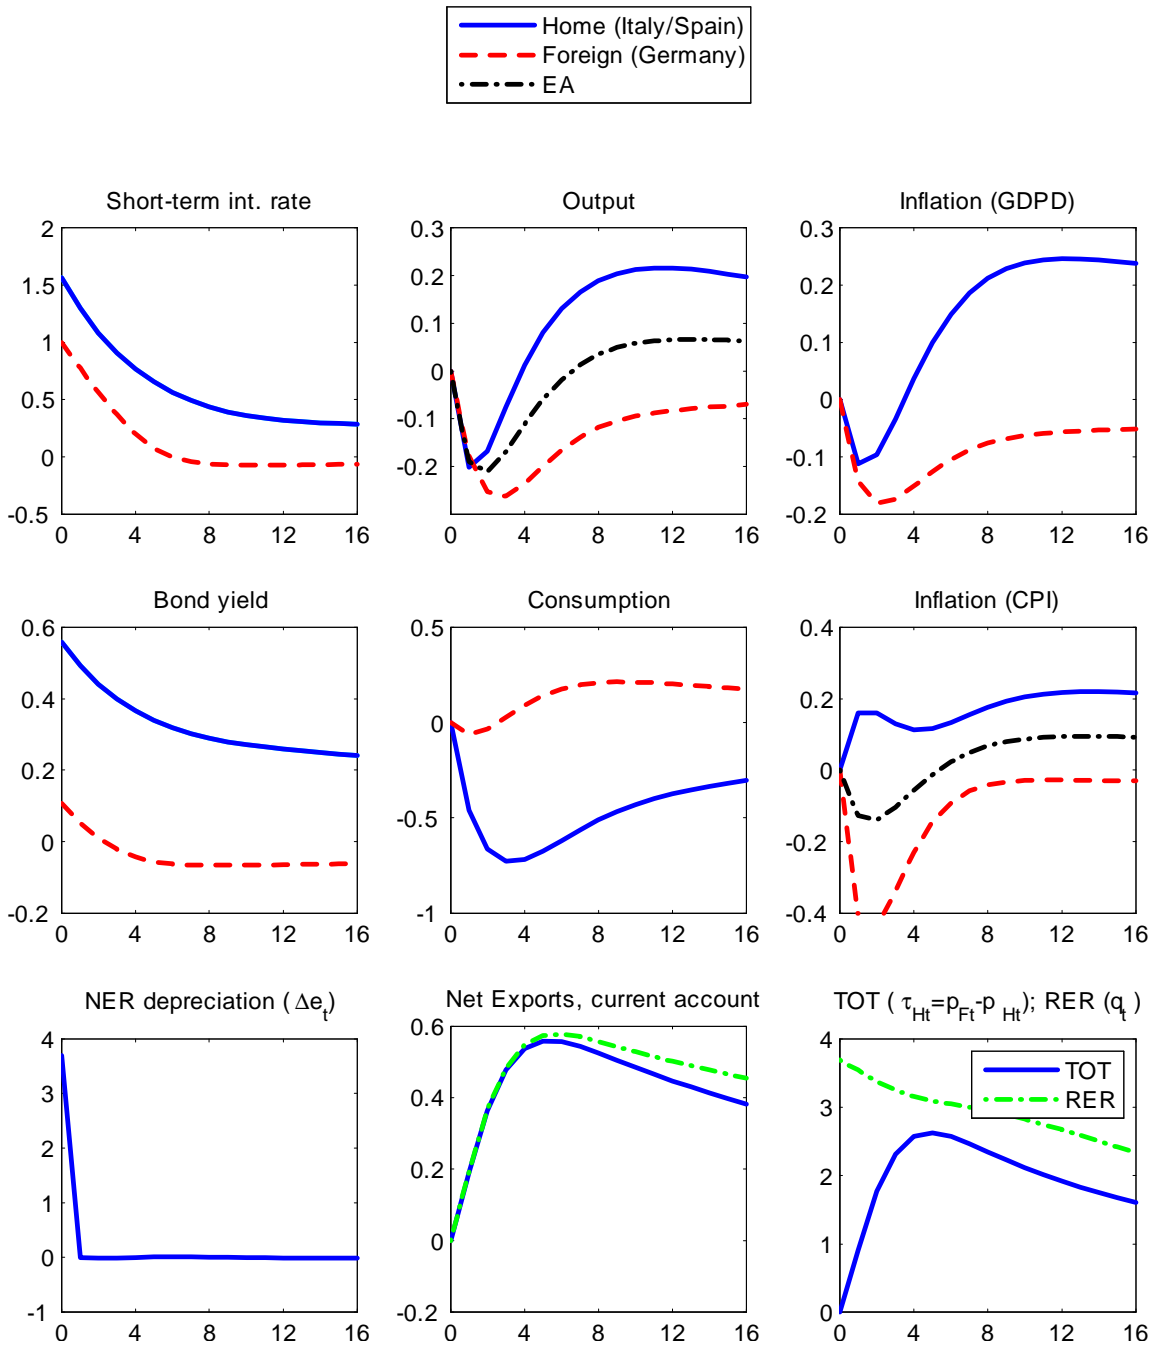 Home (Italy/Spain)
Foreign (Germany)
EA
Short-term int. rate
Output
Inflation (GDPD)
2
1.5
1
0.5
0
-0.5
0 4 8 12 16
0.3
0.2
0.1
0
-0.1
-0.2
0 4 8 12 16
0.3
0.2
0.1
0
-0.1
-0.2
0 4 8 12 16
Bond yield
Consumption
Inflation (CPI)
0.6
0.4
0.2
0
-0.2
0 4 8 12 16
0.5
0
-0.5
-1
0 4 8 12 16
0.4
0.2
0
-0.2
-0.4
0 4 8 12 16
NER depreciation (Δe_t)
Net Exports, current account
TOT (τ_Ht=p_Ft-p_Ht); RER (q_t)
4
3
2
1
0
-1
0 4 8 12 16
0.6
0.4
0.2
0
-0.2
0 4 8 12 16
4
3
2
1
0
TOT
RER
0 4 8 12 16